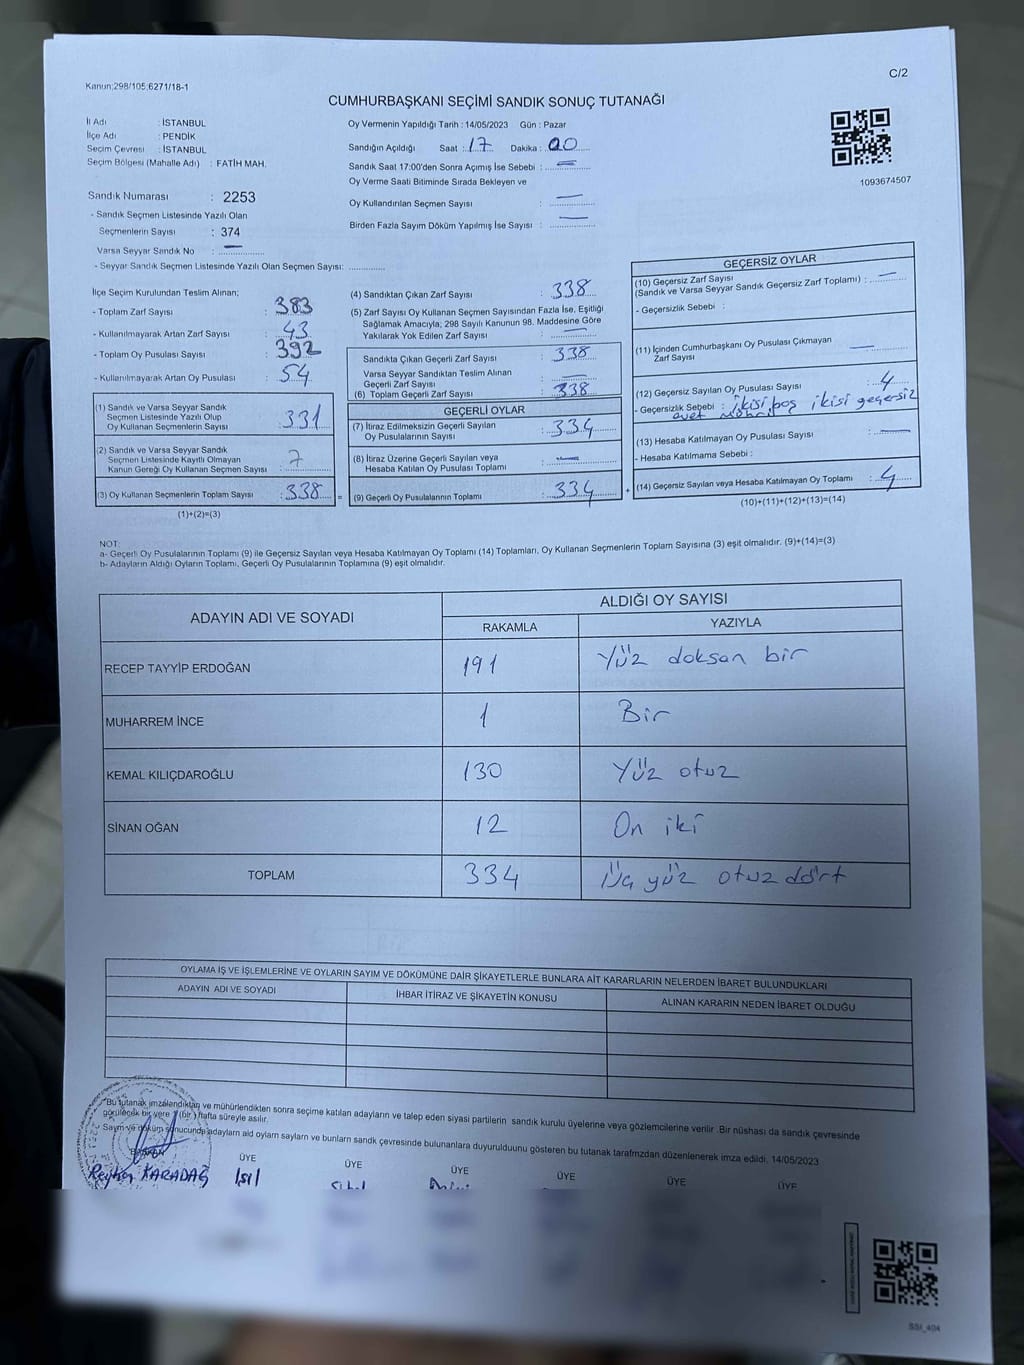 Kanun:298/105;6271/18-1
C/2
CUMHURBAŞKANI SEÇİMİ SANDIK SONUÇ TUTANAĞI
İl Adı : İSTANBUL
İlçe Adı : PENDİK
Seçim Çevresi : İSTANBUL
Seçim Bölgesi (Mahalle Adı) : FATİH MAH.
Sandık Numarası : 2253
- Sandık Seçmen Listesinde Yazılı Olan
Seçmenlerin Sayısı : 374
Varsa Seyyar Sandık No : —
- Seyyar Sandık Seçmen Listesinde Yazılı Olan Seçmen Sayısı: ............
Oy Vermenin Yapıldığı Tarih : 14/05/2023 Gün : Pazar
Sandığın Açıldığı Saat : 17 Dakika : 00
Sandık Saat 17:00'den Sonra Açımış İse Sebebi : —
Oy Verme Saati Bitiminde Sırada Bekleyen ve
Oy Kullandırılan Seçmen Sayısı : —
Birden Fazla Sayım Döküm Yapılmış İse Sayısı : —
1093674507
İlçe Seçim Kurulundan Teslim Alınan;
- Toplam Zarf Sayısı : 383
- Kullanılmayarak Artan Zarf Sayısı : 43
- Toplam Oy Pusulası Sayısı : 392
- Kullanılmayarak Artan Oy Pusulası : 54
(1) Sandık ve Varsa Seyyar Sandık
Seçmen Listesinde Yazılı Olup
Oy Kullanan Seçmenlerin Sayısı : 331
(2) Sandık ve Varsa Seyyar Sandık
Seçmen Listesinde Kayıtlı Olmayan
Kanun Gereği Oy Kullanan Seçmen Sayısı : 7
(3) Oy Kullanan Seçmenlerin Toplam Sayısı : 338 =
(1)+(2)=(3)
(4) Sandıktan Çıkan Zarf Sayısı : 338
(5) Zarf Sayısı Oy Kullanan Seçmen Sayısından Fazla İse, Eşitliği
Sağlamak Amacıyla; 298 Sayılı Kanunun 98. Maddesine Göre
Yakılarak Yok Edilen Zarf Sayısı : —
Sandıkta Çıkan Geçerli Zarf Sayısı : 338
Varsa Seyyar Sandıktan Teslim Alınan
Geçerli Zarf Sayısı : —
(6) Toplam Geçerli Zarf Sayısı : 338
GEÇERLİ OYLAR
(7) İtiraz Edilmeksizin Geçerli Sayılan
Oy Pusulalarının Sayısı : 334
(8) İtiraz Üzerine Geçerli Sayılan veya
Hesaba Katılan Oy Pusulası Toplamı : —
(9) Geçerli Oy Pusulalarının Toplamı : 334 +
GEÇERSİZ OYLAR
(10) Geçersiz Zarf Sayısı
(Sandık ve Varsa Seyyar Sandık Geçersiz Zarf Toplamı) : —
- Geçersizlik Sebebi :
(11) İçinden Cumhurbaşkanı Oy Pusulası Çıkmayan
Zarf Sayısı —
(12) Geçersiz Sayılan Oy Pusulası Sayısı : 4
- Geçersizlik Sebebi : ikisi boş ikisi geçersiz
evet
(13) Hesaba Katılmayan Oy Pusulası Sayısı : —
- Hesaba Katılmama Sebebi :
(14) Geçersiz Sayılan veya Hesaba Katılmayan Oy Toplamı : 4
(10)+(11)+(12)+(13)=(14)
NOT:
a- Geçerli Oy Pusulalarının Toplamı (9) ile Geçersiz Sayılan veya Hesaba Katılmayan Oy Toplamı (14) Toplamları, Oy Kullanan Seçmenlerin Toplam Sayısına (3) eşit olmalıdır. (9)+(14)=(3)
b- Adayların Aldığı Oyların Toplamı, Geçerli Oy Pusulalarının Toplamına (9) eşit olmalıdır.
ADAYIN ADI VE SOYADI ALDIĞI OY SAYISI
RAKAMLA YAZIYLA
RECEP TAYYİP ERDOĞAN 191 Yüz doksan bir
MUHARREM İNCE 1 Bir
KEMAL KILIÇDAROĞLU 130 Yüz otuz
SİNAN OĞAN 12 On iki
TOPLAM 334 Üç yüz otuz dört
OYLAMA İŞ VE İŞLEMLERİNE VE OYLARIN SAYIM VE DÖKÜMÜNE DAİR ŞİKAYETLERLE BUNLARA AİT KARARLARIN NELERDEN İBARET BULUNDUKLARI
ADAYIN ADI VE SOYADI İHBAR İTİRAZ VE ŞİKAYETİN KONUSU ALINAN KARARIN NEDEN İBARET OLDUĞU
"Bu tutanak imzalandıktan ve mühürlendikten sonra seçime katılan adayların ve talep eden siyasi partilerin sandık kurulu üyelerine veya gözlemcilerine verilir .Bir nüshası da sandık çevresinde
görülecek bir yere 1 (bir ) hafta süreyle asılır.
Sayım ve döküm sonucunda adayların ald oylarn saylarn ve bunların sandık çevresinde bulunanlara duyurulduunu gösteren bu tutanak tarafmzdan düzenlenerek imza edildi. 14/05/2023
BAŞKAN ÜYE ÜYE ÜYE ÜYE ÜYE ÜYE
Reyhan KARADAĞ Işıl
SSI_404